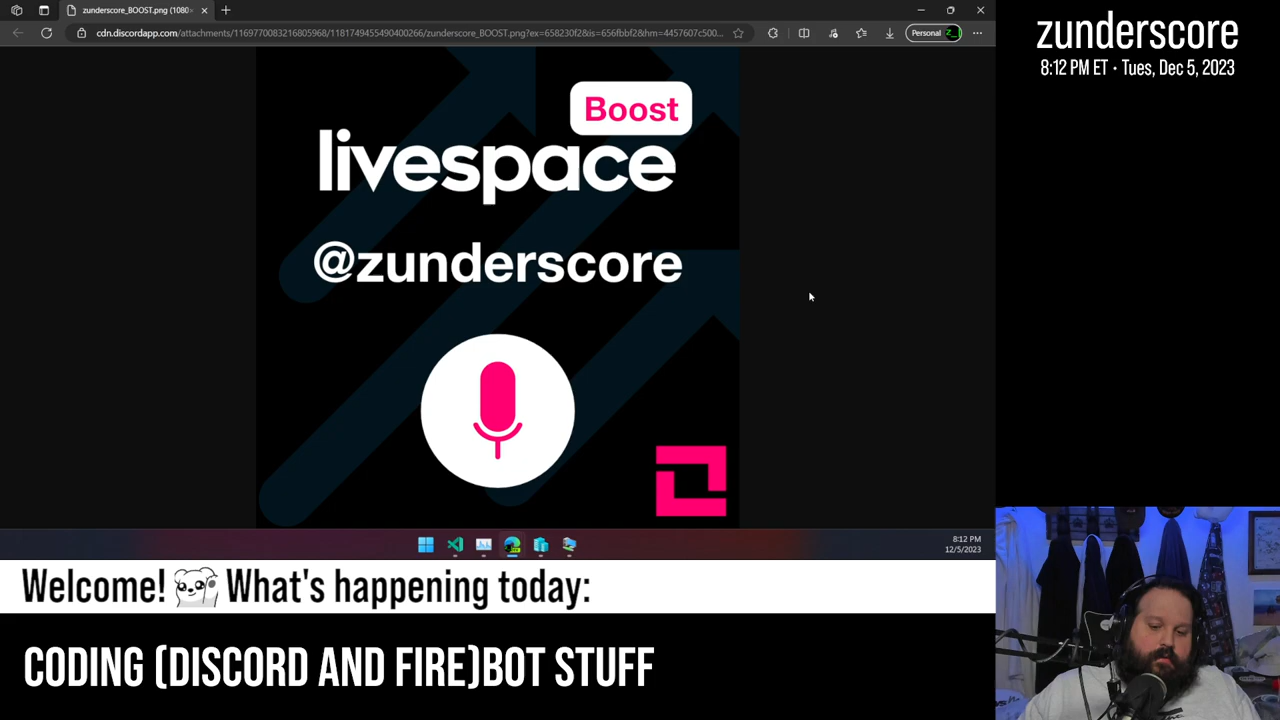 zunderscore_BOOST.png (1080×
cdn.discordapp.com/attachments/1169770083216805968/1181749455490400266/zunderscore_BOOST.png?ex=658230f2&is=656fbbf2&hm=4457607c500...
Personal
zunderscore
8:12 PM ET • Tues, Dec 5, 2023
Boost
livespace
@zunderscore
8:12 PM
12/5/2023
Welcome! What's happening today:
CODING (DISCORD AND FIRE)BOT STUFF